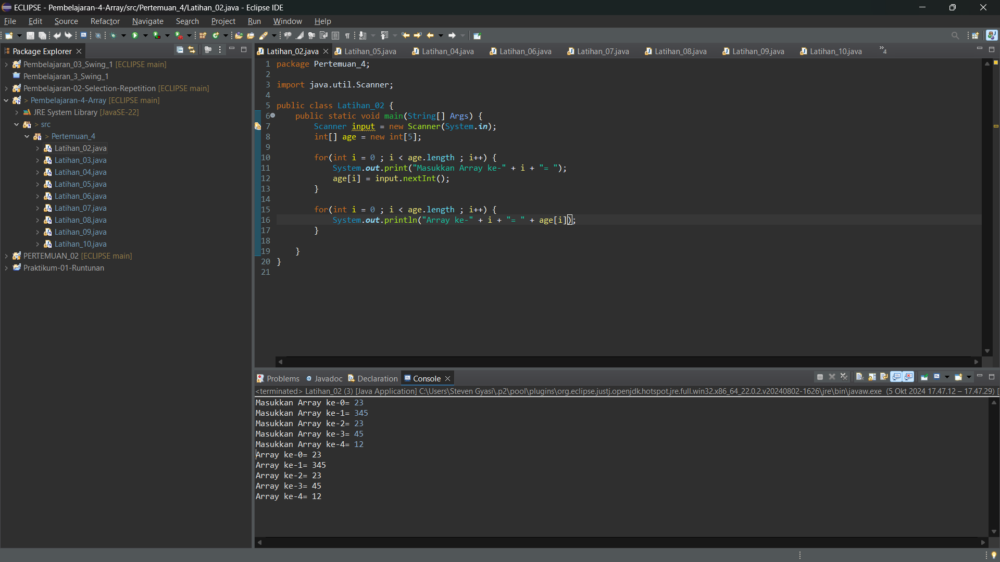 ECLIPSE - Pembelajaran-4-Array/src/Pertemuan_4/Latihan_02.java - Eclipse IDE
File Edit Source Refactor Navigate Search Project Run Window Help
Package Explorer
Pembelajaran_03_Swing_1 [ECLIPSE main]
Pembelajaran_3_Swing_1
Pembelajaran-02-Selection-Repetition [ECLIPSE main]
> Pembelajaran-4-Array [ECLIPSE main]
JRE System Library [JavaSE-22]
> src
> Pertemuan_4
Latihan_02.java
Latihan_03.java
Latihan_04.java
Latihan_05.java
Latihan_06.java
Latihan_07.java
Latihan_08.java
Latihan_09.java
Latihan_10.java
PERTEMUAN_02 [ECLIPSE main]
Praktikum-01-Runtunan
Latihan_02.java Latihan_05.java Latihan_04.java Latihan_06.java Latihan_07.java Latihan_08.java Latihan_09.java Latihan_10.java »4
1 package Pertemuan_4;
2
3 import java.util.Scanner;
4
5 public class Latihan_02 {
6 public static void main(String[] Args) {
7 Scanner input = new Scanner(System.in);
8 int[] age = new int[5];
9
10 for(int i = 0 ; i < age.length ; i++) {
11 System.out.print("Masukkan Array ke-" + i + "= ");
12 age[i] = input.nextInt();
13 }
14
15 for(int i = 0 ; i < age.length ; i++) {
16 System.out.println("Array ke-" + i + "= " + age[i]);
17 }
18
19 }
20 }
21
Problems @ Javadoc Declaration Console
<terminated> Latihan_02 (3) [Java Application] C:\Users\Steven Gyasi\.p2\pool\plugins\org.eclipse.justj.openjdk.hotspot.jre.full.win32.x86_64_22.0.2.v20240802-1626\jre\bin\javaw.exe (5 Okt 2024 17.47.12 – 17.47.29) [
Masukkan Array ke-0= 23
Masukkan Array ke-1= 345
Masukkan Array ke-2= 23
Masukkan Array ke-3= 45
Masukkan Array ke-4= 12
Array ke-0= 23
Array ke-1= 345
Array ke-2= 23
Array ke-3= 45
Array ke-4= 12